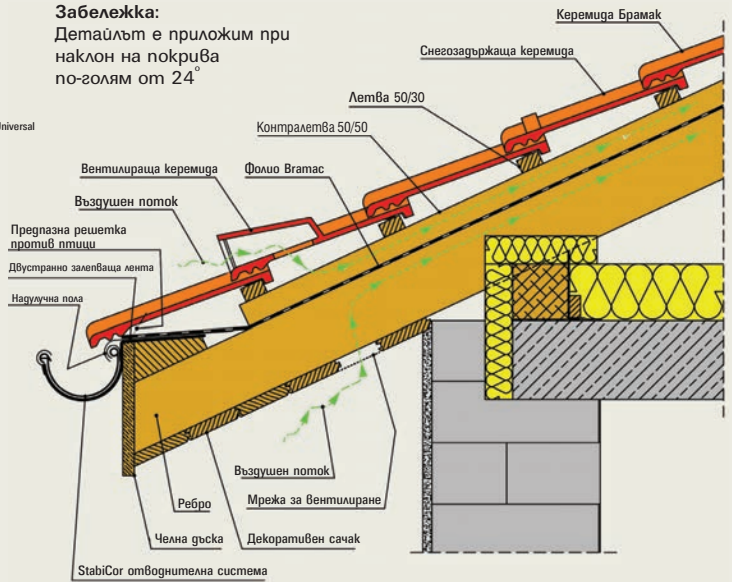 Забележка:
Детайлът е приложим при
наклон на покрива
по-голям от 24°
Керемида Брамак
Снегозадържаща керемида
Летва 50/30
Universal
Контралетва 50/50
Вентилираща керемида
фолио Bramac
Въздушен поток
Предпазна решетка
против птици
Двустранно залепваща лента
Надулучна пола
Въздушен поток
Мрежа за вентилиране
Ребро
Челна дъска
Декоративен сачак
StabiCor отводнителна система